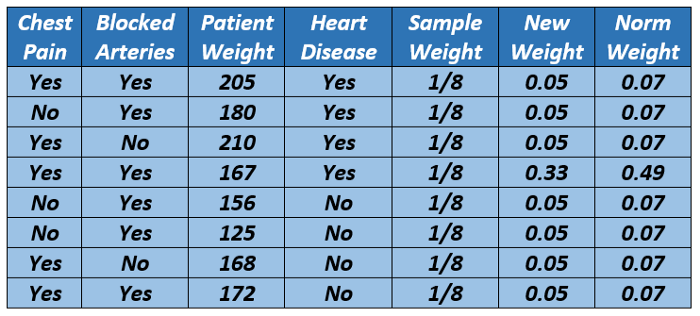 Chest Pain Blocked Arteries Patient Weight Heart Disease Sample Weight New Weight Norm Weight
Yes Yes 205 Yes 1/8 0.05 0.07
No Yes 180 Yes 1/8 0.05 0.07
Yes No 210 Yes 1/8 0.05 0.07
Yes Yes 167 Yes 1/8 0.33 0.49
No Yes 156 No 1/8 0.05 0.07
No Yes 125 No 1/8 0.05 0.07
Yes No 168 No 1/8 0.05 0.07
Yes Yes 172 No 1/8 0.05 0.07